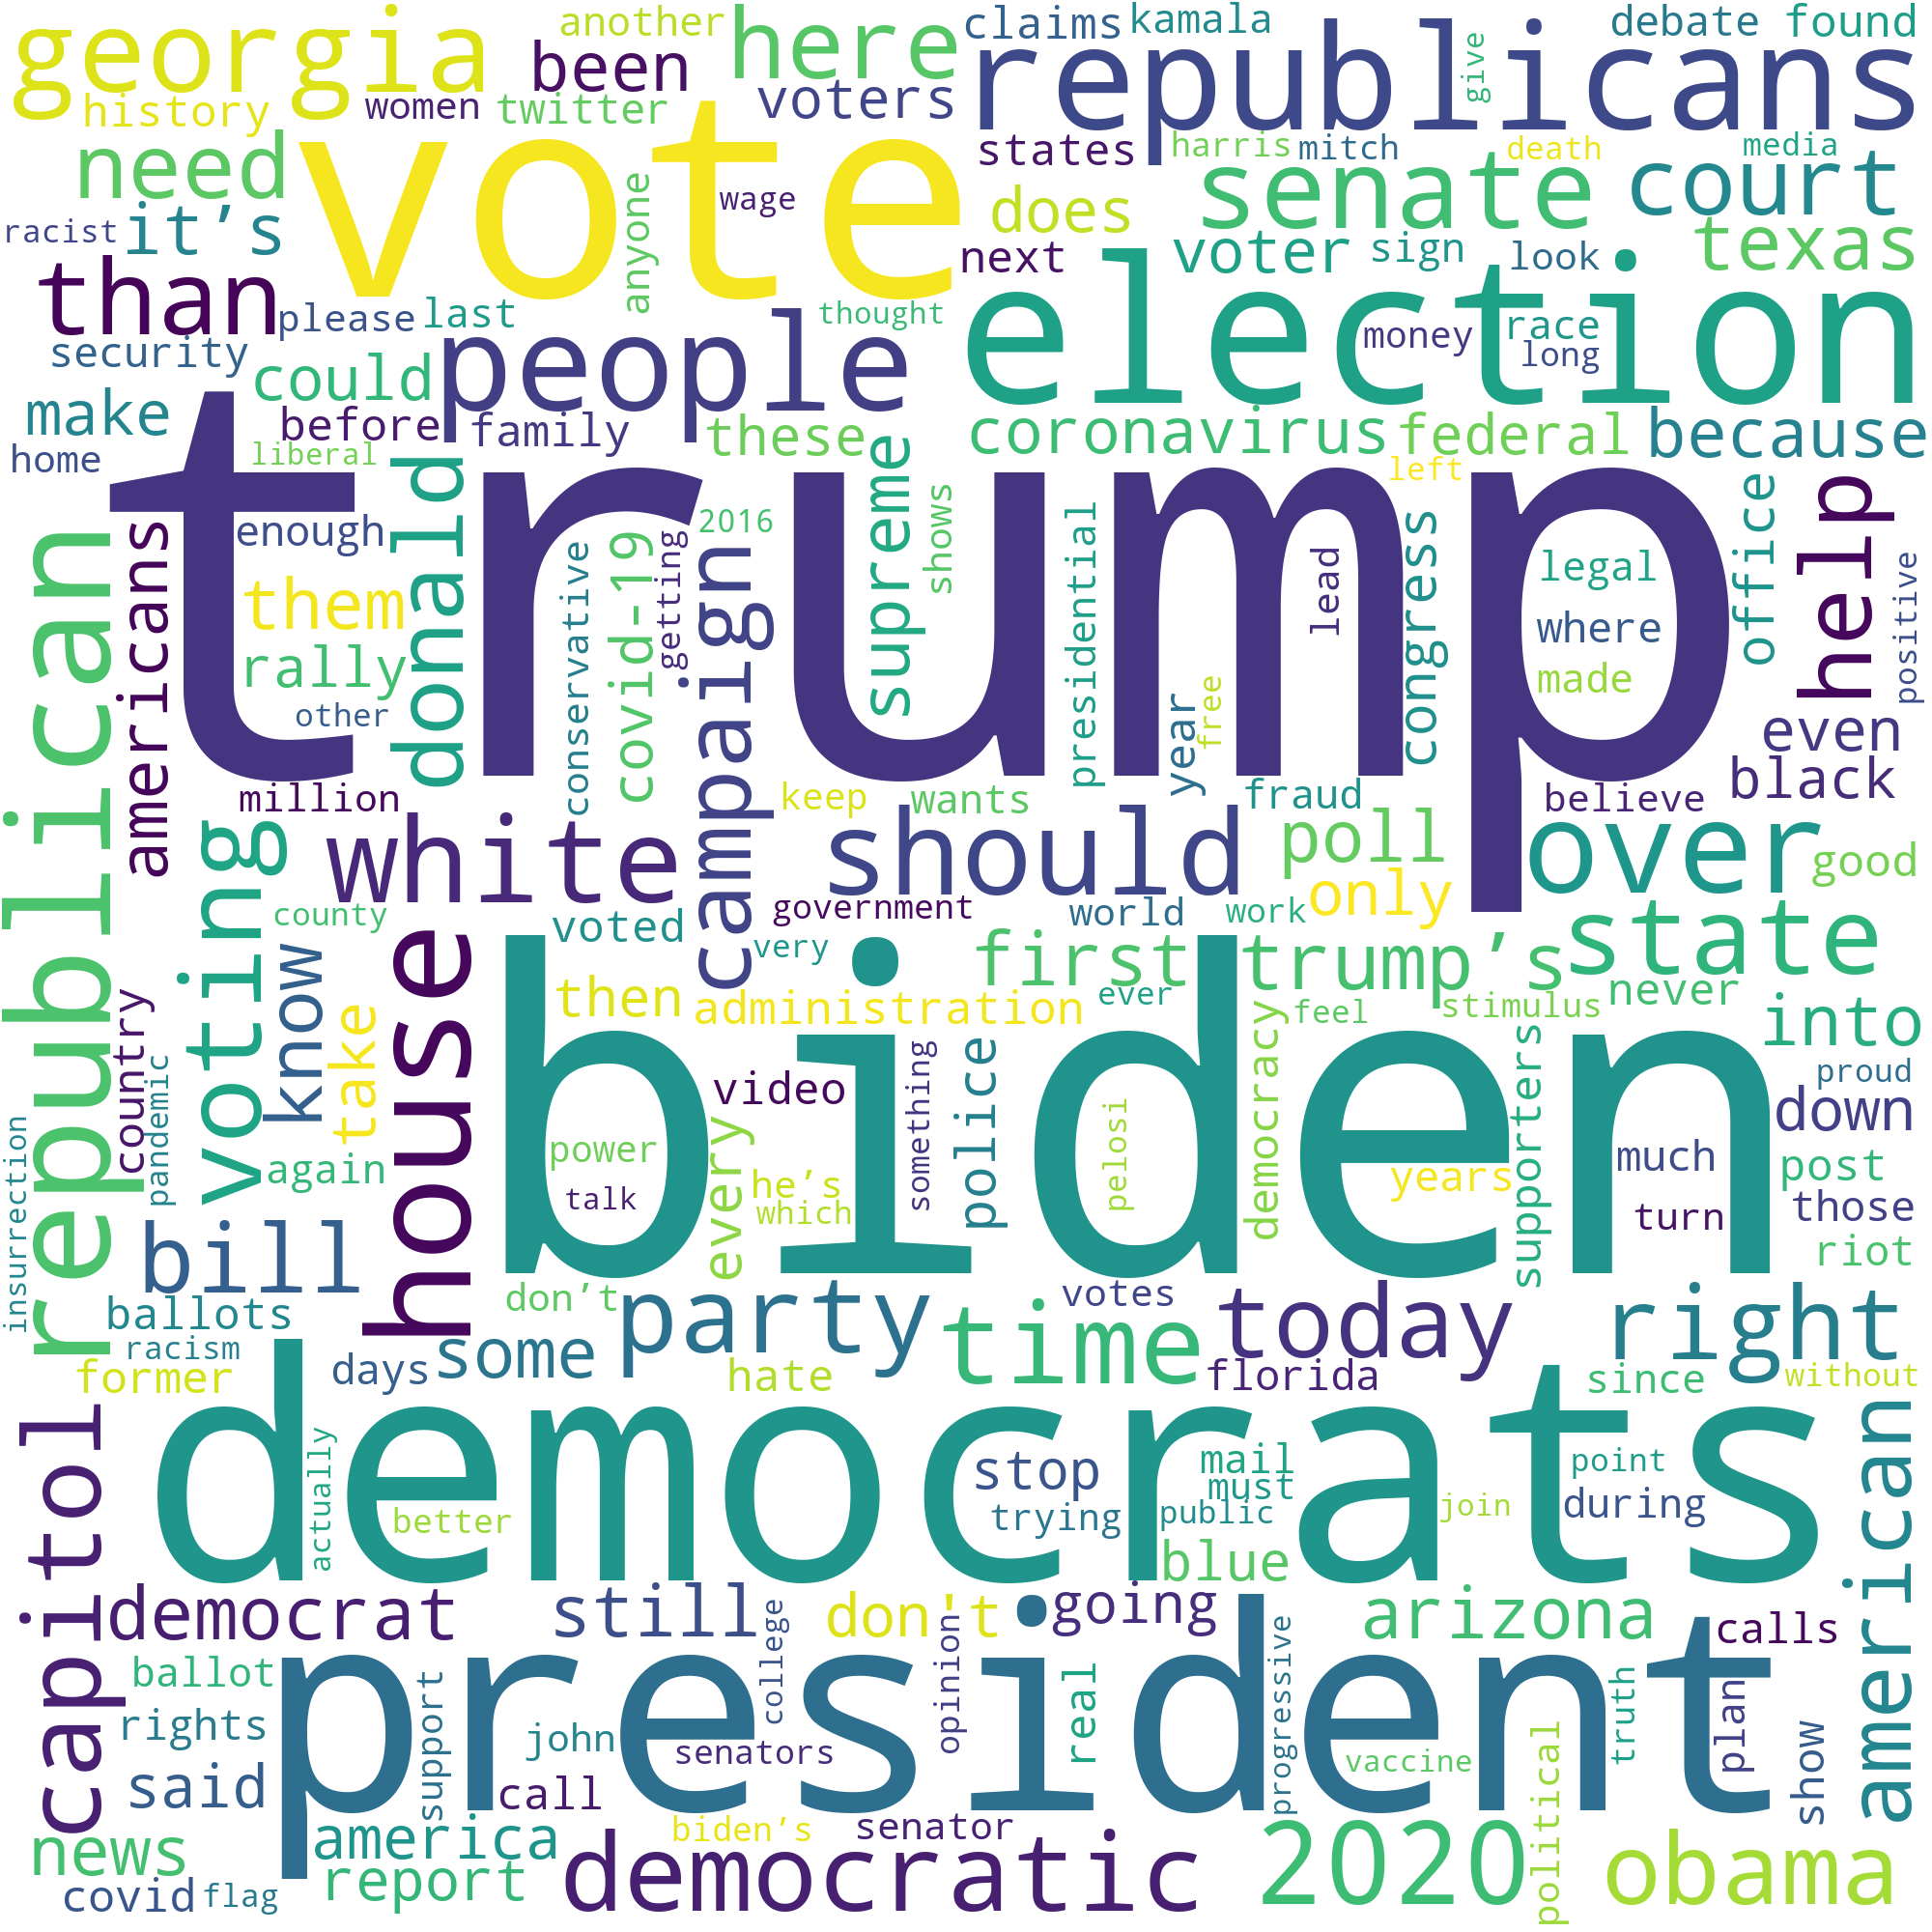 georgia
another
been
here
claims
kamala
republicans
give
debate
found
history
women
twitter
voters
vote
states
harris
mitch
death
media
need
anyone
wage
does
senate
court
racist
it’s
next
voter
sign
look
texas
than
please
last
thought
election
money
race
long
security
could
people
make
before
family
these
coronavirus
federal
because
home
liberal
trump
left
republican
americans
enough
donald
2016
supreme
shows
presidential
lead
congress
legal
office
help
positive
them
conservative
covid-19
getting
campaign
where
rally
made
other
year
free
even
million
keep
wants
fraud
believe
black
voting
white
should
poll
over
good
county
house
government
only
voted
world
work
state
know
very
first
trump’s
country
take
then
administration
ever
feel
stimulus
never
into
pandemic
biden
video
something
police
democracy
supporters
proud
down
insurrection
again
power
every
he’s
pelosi
years
much
post
talk
which
turn
those
bill
riot
ballots
don’t
party
votes
today
right
racism
some
time
former
days
hate
florida
since
without
capitol
democrats
american
actually
stop
mail
point
must
better
trying
public
join
during
blue
democrat
still
college
don't
going
arizona
calls
opinion
progressive
ballot
president
support
real
political
truth
plan
rights
john
senators
vaccine
show
said
call
america
biden’s
senator
news
report
democratic
2020
obama
covid
flag